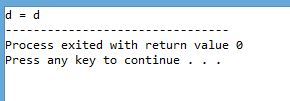 d = d
--------------------------------
Process exited with return value 0
Press any key to continue . . .